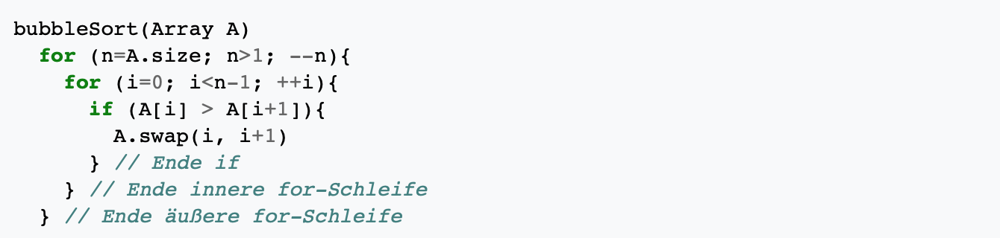 bubbleSort(Array A)
  for (n=A.size; n>1; --n){
    for (i=0; i<n-1; ++i){
      if (A[i] > A[i+1]){
        A.swap(i, i+1)
      } // Ende if
    } // Ende innere for-Schleife
  } // Ende äußere for-Schleife